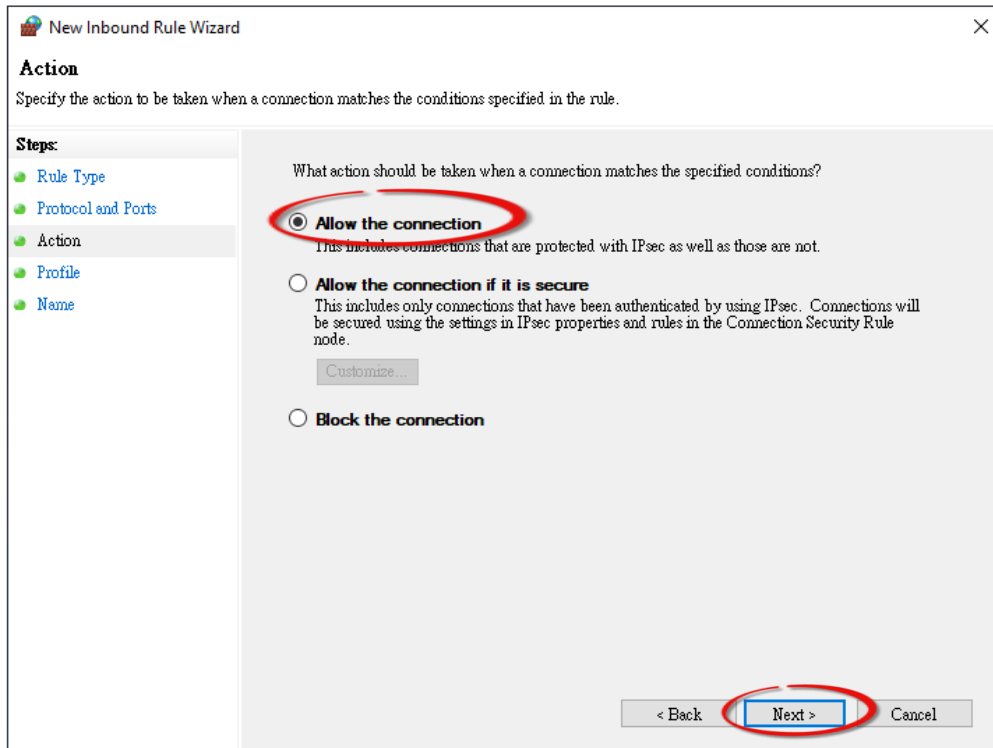 New Inbound Rule Wizard
Action
Specify the action to be taken when a connection matches the conditions specified in the rule.
Steps:
Rule Type
Protocol and Ports
Action
Profile
Name
What action should be taken when a connection matches the specified conditions?
Allow the connection
This includes connections that are protected with IPsec as well as those are not.
Allow the connection if it is secure
This includes only connections that have been authenticated by using IPsec. Connections will
be secured using the settings in IPsec properties and rules in the Connection Security Rule
node.
Customize...
Block the connection
< Back
Next >
Cancel